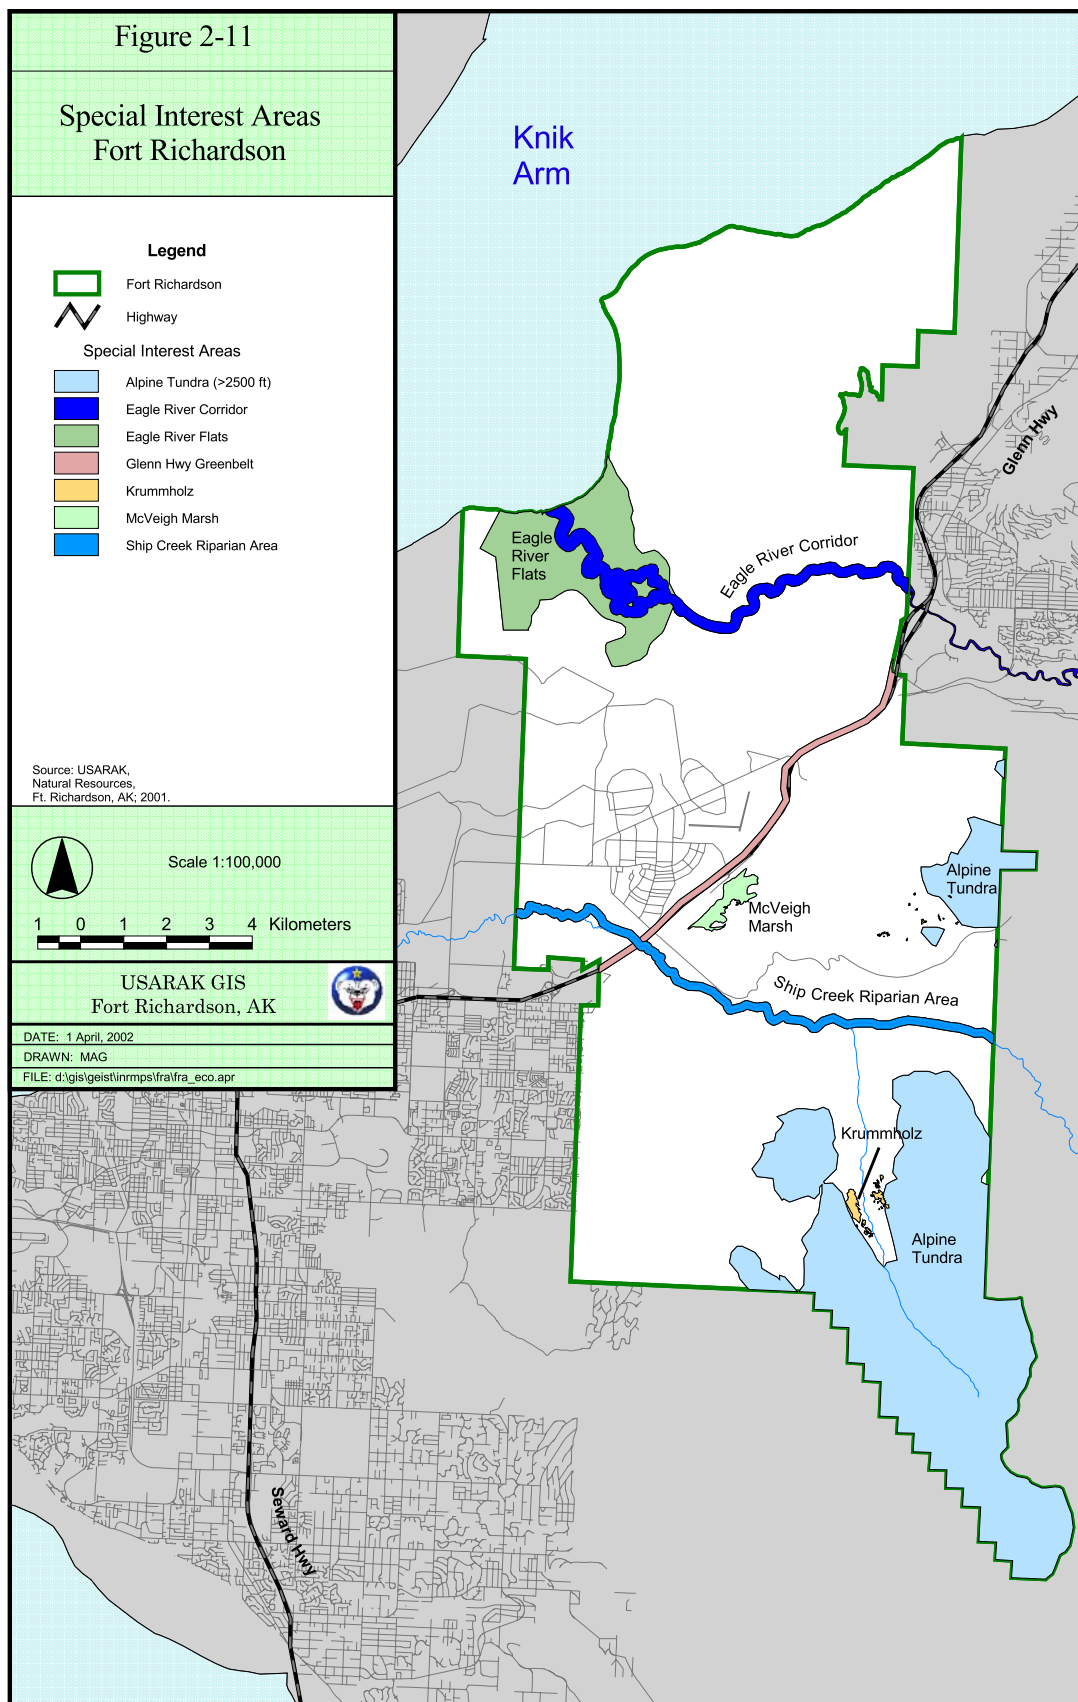 Figure 2-11
Special Interest Areas
Fort Richardson
Legend
Fort Richardson
Highway
Special Interest Areas
Alpine Tundra (>2500 ft)
Eagle River Corridor
Eagle River Flats
Glenn Hwy Greenbelt
Krummholz
McVeigh Marsh
Ship Creek Riparian Area
Source: USARAK,
Natural Resources,
Ft. Richardson, AK; 2001.
Scale 1:100,000
1 0 1 2 3 4 Kilometers
USARAK GIS
Fort Richardson, AK
DATE: 1 April, 2002
DRAWN: MAG
FILE: d:\gis\geist\inrmps\fra\fra_eco.apr
Knik
Arm
Glenn Hwy
Eagle
River
Flats
Eagle River Corridor
Alpine
Tundra
McVeigh
Marsh
Ship Creek Riparian Area
Krummholz
Alpine
Tundra
Seward Hwy